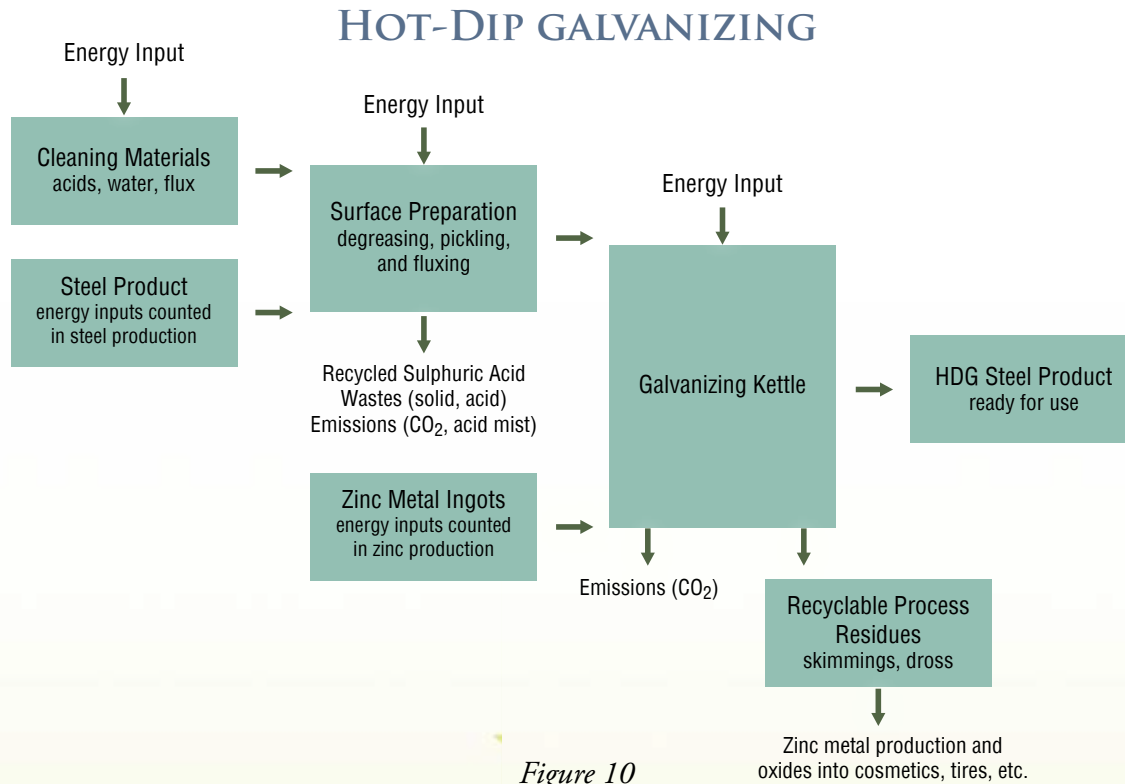 HOT-DIP GALVANIZING
Energy Input
Cleaning Materials
acids, water, flux
Steel Product
energy inputs counted
in steel production
Energy Input
Surface Preparation
degreasing, pickling,
and fluxing
Recycled Sulphuric Acid
Wastes (solid, acid)
Emissions (CO₂, acid mist)
Zinc Metal Ingots
energy inputs counted
in zinc production
Energy Input
Galvanizing Kettle
Emissions (CO₂)
HDG Steel Product
ready for use
Recyclable Process
Residues
skimmings, dross
Zinc metal production and
oxides into cosmetics, tires, etc.
Figure 10